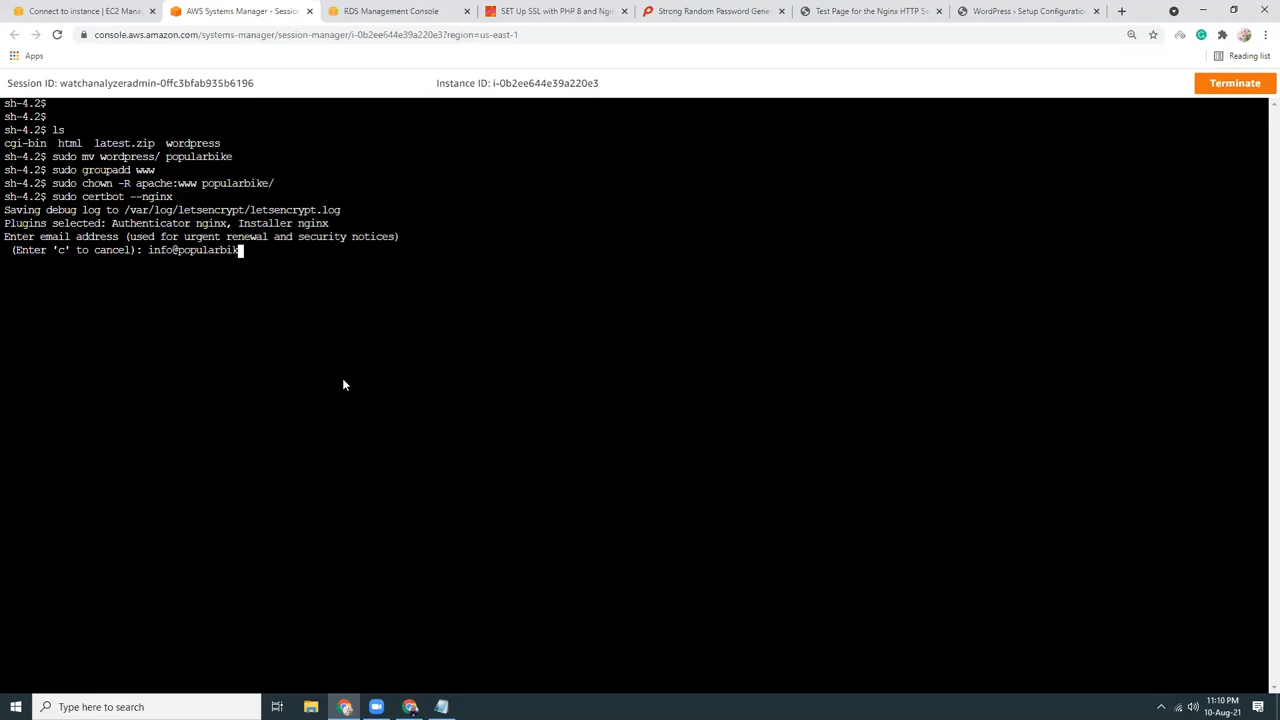 Connect to instance | EC2 Mana
AWS Systems Manager - Session
RDS Management Console
SET Up SSL with PHP 8 and Ngi
Strong Random Password Gene
Test Page for the Nginx HTTP Se
WordPress › Setup Configuration
console.aws.amazon.com/systems-manager/session-manager/i-0b2ee644e39a220e3?region=us-east-1
Apps
Reading list
Session ID: watchanalyzeradmin-0ffc3bfab935b6196
Instance ID: i-0b2ee644e39a220e3
Terminate
sh-4.2$
sh-4.2$
sh-4.2$ ls
cgi-bin html latest.zip wordpress
sh-4.2$ sudo mv wordpress/ popularbike
sh-4.2$ sudo groupadd www
sh-4.2$ sudo chown -R apache:www popularbike/
sh-4.2$ sudo certbot --nginx
Saving debug log to /var/log/letsencrypt/letsencrypt.log
Plugins selected: Authenticator nginx, Installer nginx
Enter email address (used for urgent renewal and security notices)
(Enter 'c' to cancel): info@popularbik
Type here to search
11:10 PM
10-Aug-21